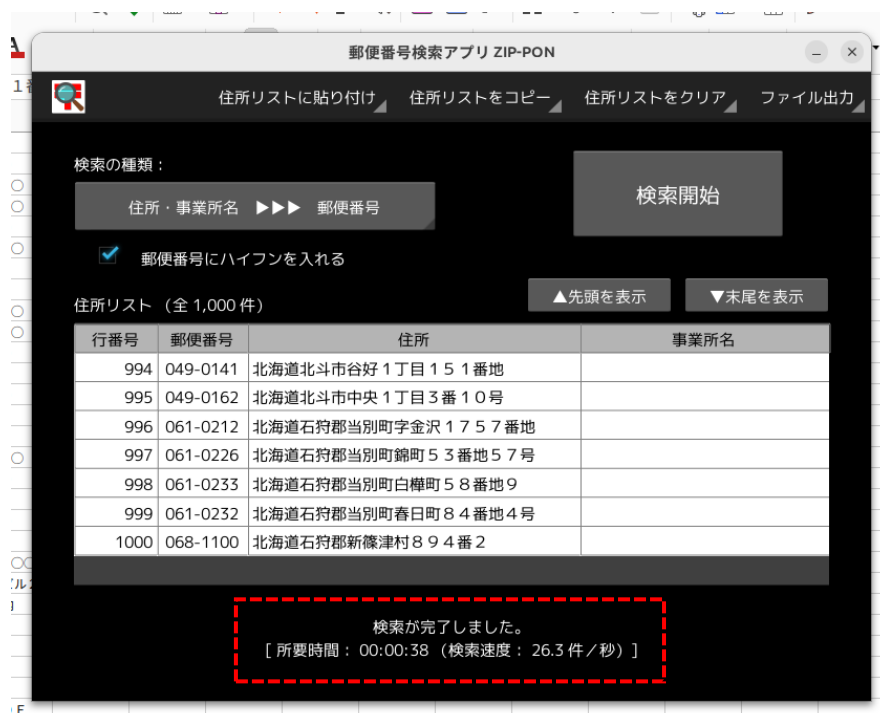 郵便番号検索アプリ ZIP-PON
住所リストに貼り付け 住所リストをコピー 住所リストをクリア ファイル出力
検索の種類：
住所・事業所名 ▶▶▶ 郵便番号
検索開始
郵便番号にハイフンを入れる
▲先頭を表示 ▼末尾を表示
住所リスト （全 1,000 件）
行番号 郵便番号 住所 事業所名
994 049-0141 北海道北斗市谷好１丁目１５１番地
995 049-0162 北海道北斗市中央１丁目３番１０号
996 061-0212 北海道石狩郡当別町字金沢１７５７番地
997 061-0226 北海道石狩郡当別町錦町５３番地５７号
998 061-0233 北海道石狩郡当別町白樺町５８番地９
999 061-0232 北海道石狩郡当別町春日町８４番地４号
1000 068-1100 北海道石狩郡新篠津村８９４番２
検索が完了しました。
[ 所要時間： 00:00:38 （検索速度： 26.3 件／秒）]